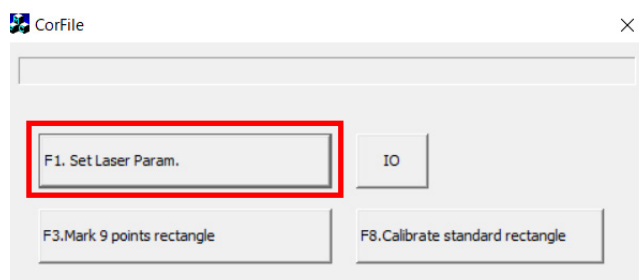 CorFile
F1. Set Laser Param.
IO
F3.Mark 9 points rectangle
F8.Calibrate standard rectangle